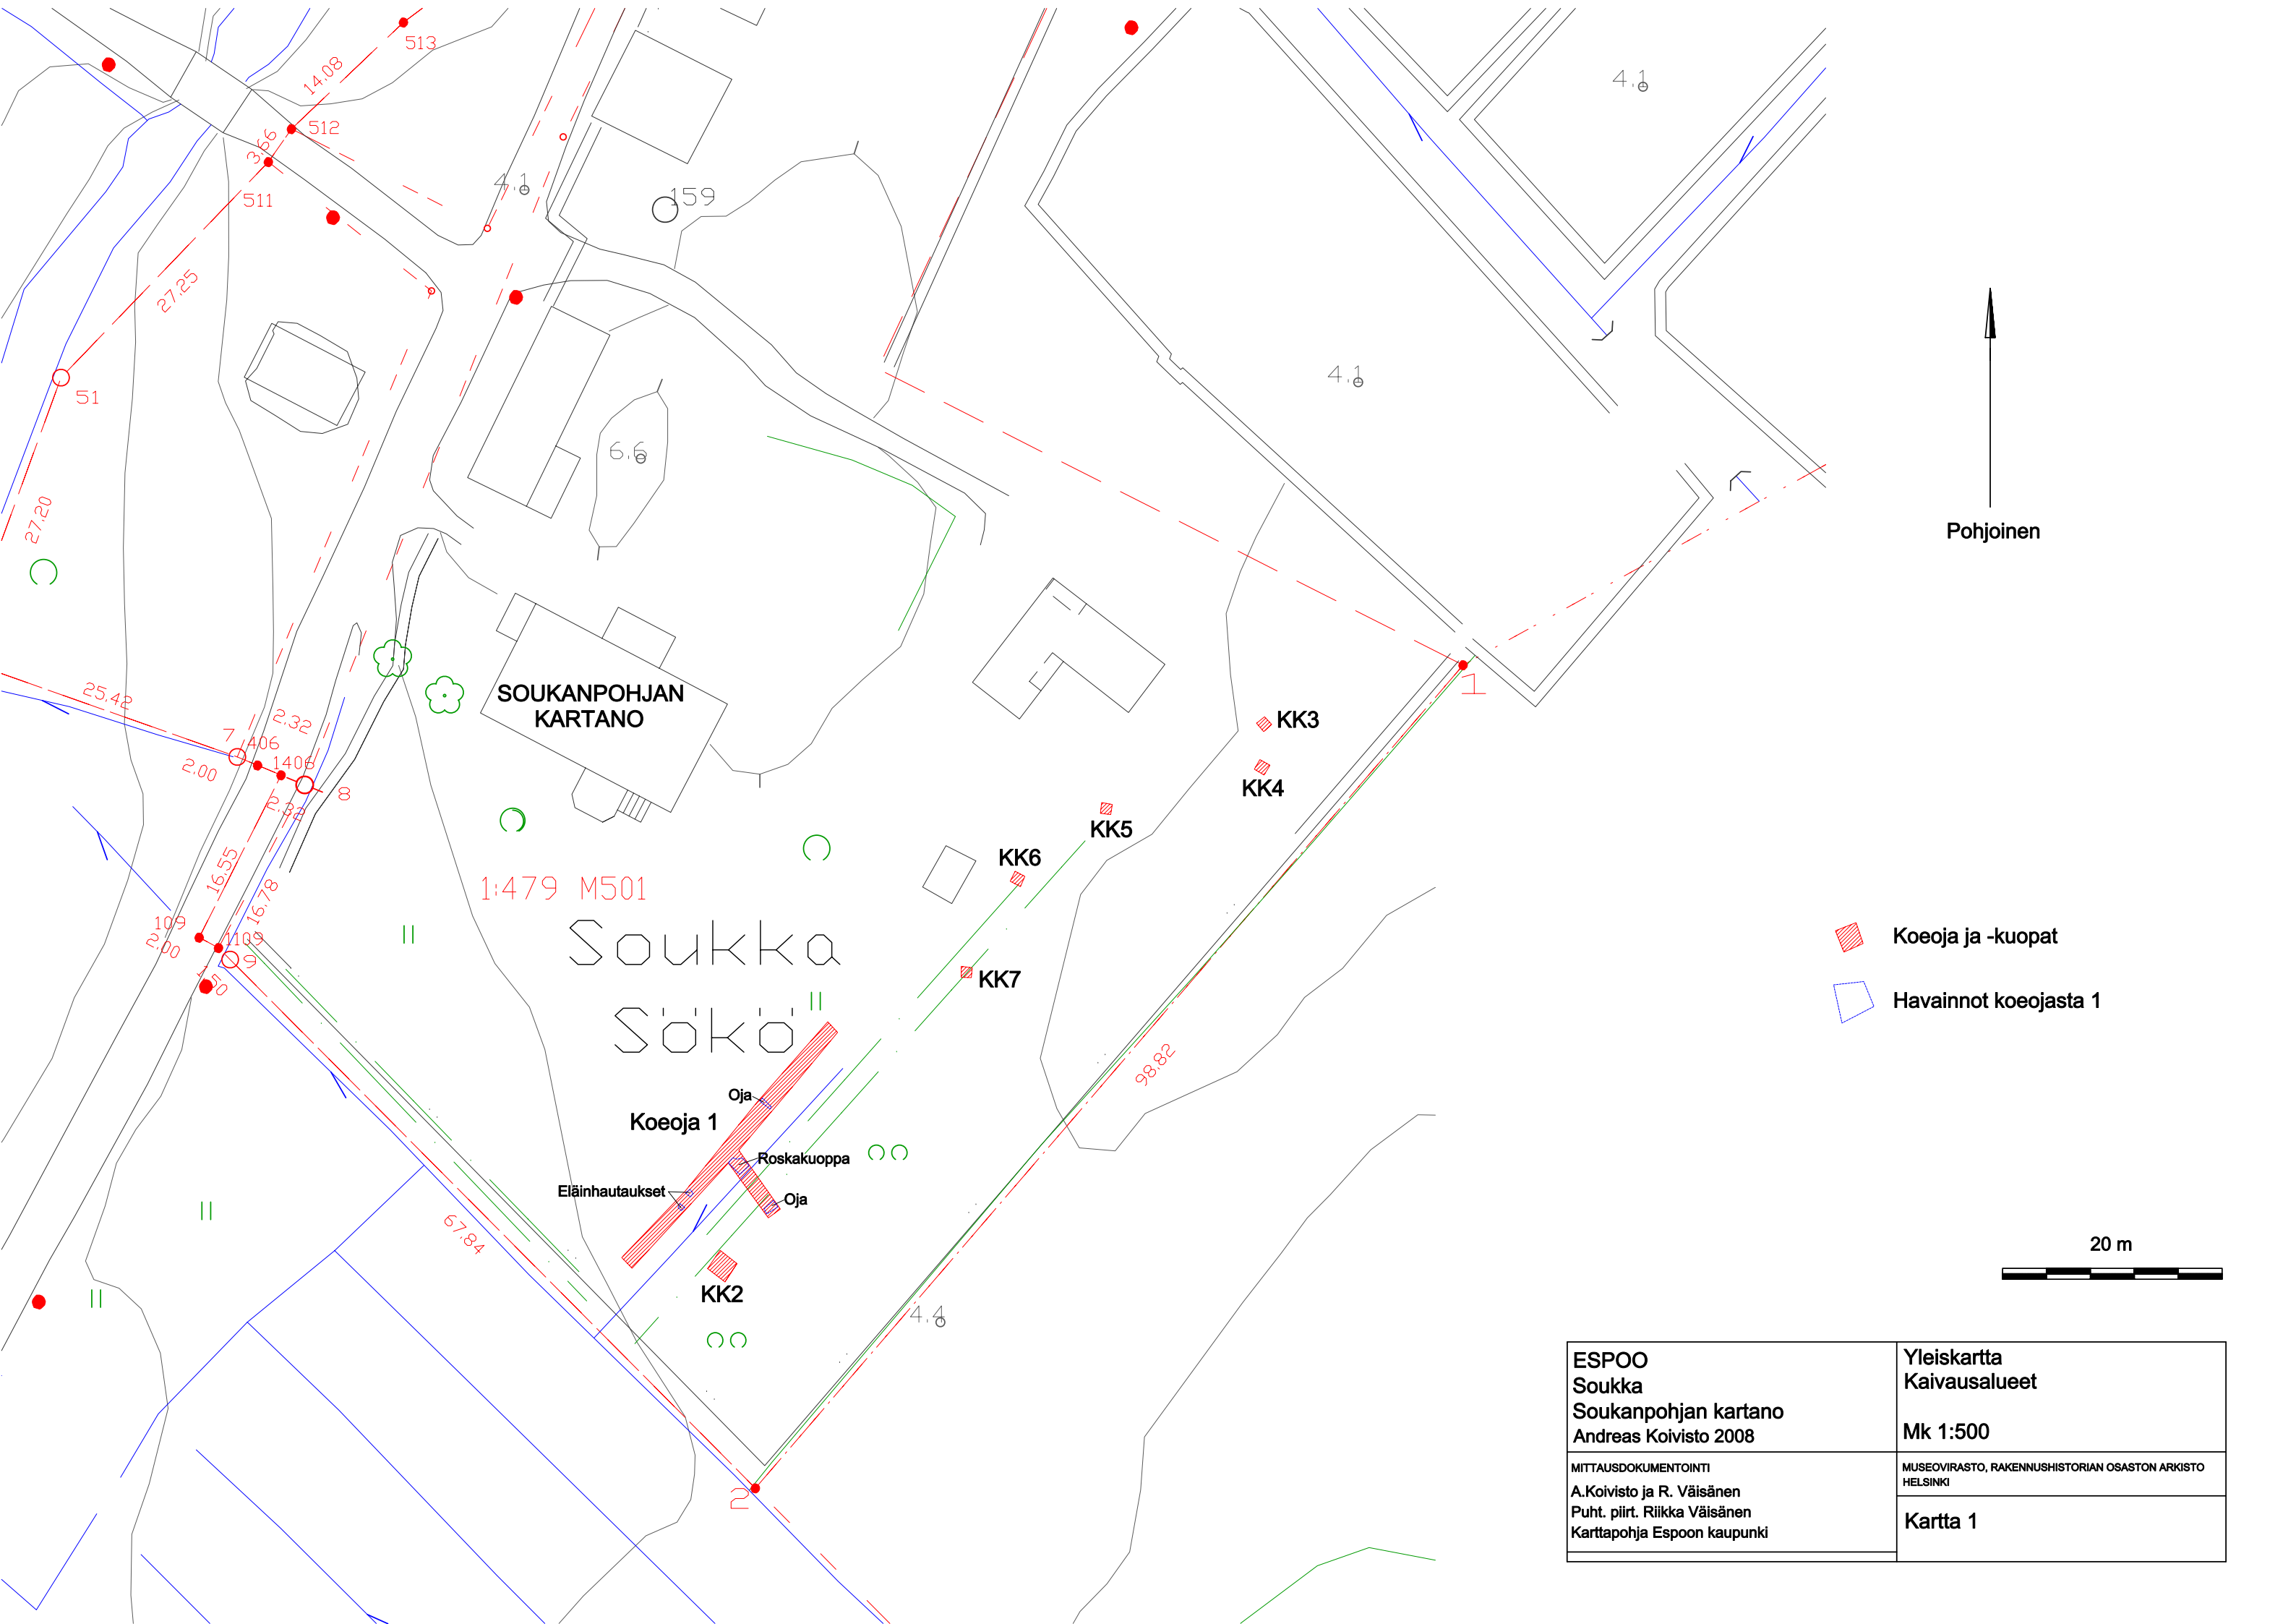 513
14.08
4.1
512
3.66
4.1
159
511
27.25
4.1
51
6.6
27.20
Pohjoinen
SOUKANPOHJAN
KARTANO
1
25.42
2.32
KK3
7
406
2.00
1406
KK4
8
2.32
KK5
KK6
16.55
1:479 M501
16.78
109
2.00
1109
9
Soukka
Koeoja ja -kuopat
KK7
1.50
Havainnot koeojasta 1
Sökö
98.82
Oja
Koeoja 1
Roskakuoppa
Eläinhautaukset
Oja
67.84
20 m
KK2
4.4
2
ESPOO
Soukka
Soukanpohjan kartano
Andreas Koivisto 2008
Yleiskartta
Kaivausalueet
Mk 1:500
MITTAUSDOKUMENTOINTI
A.Koivisto ja R. Väisänen
Puht. piirt. Riikka Väisänen
Karttapohja Espoon kaupunki
MUSEOVIRASTO, RAKENNUSHISTORIAN OSASTON ARKISTO
HELSINKI
Kartta 1